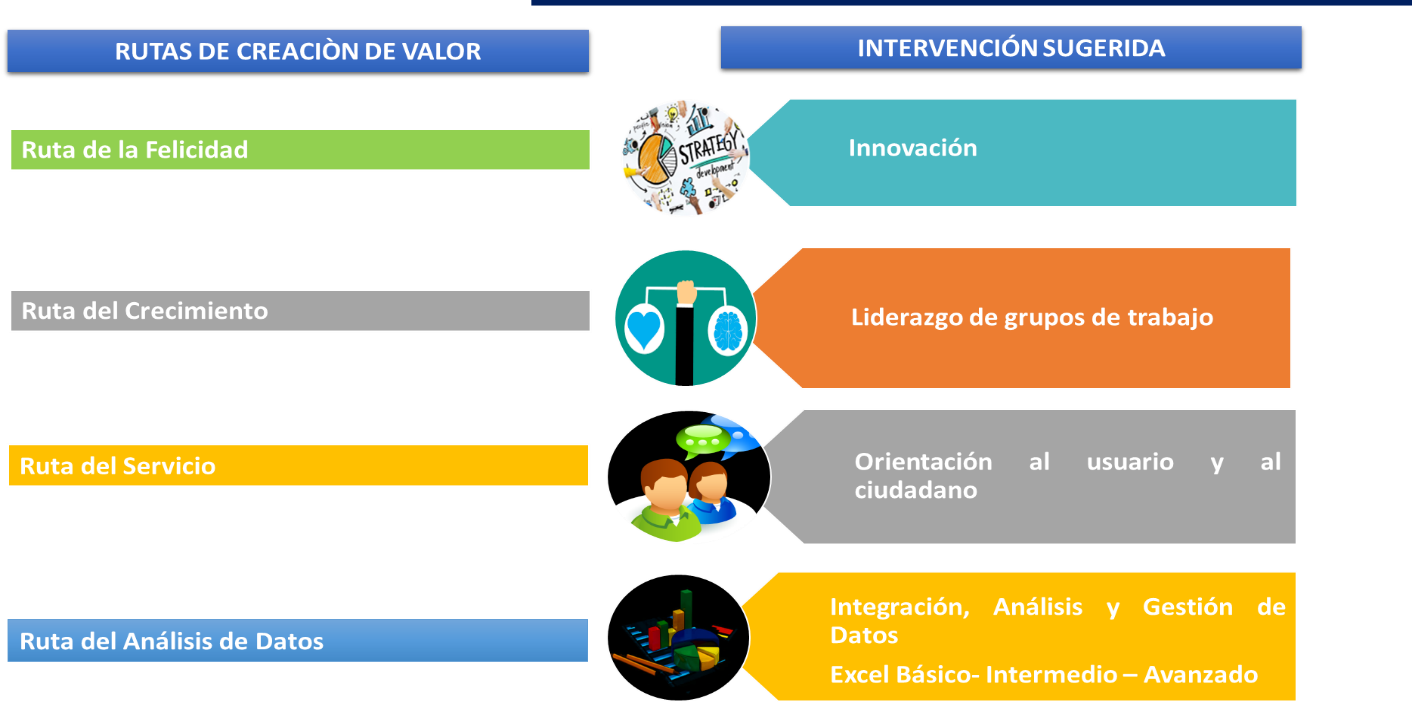 RUTAS DE CREACIÒN DE VALOR
INTERVENCIÓN SUGERIDA
Ruta de la Felicidad
STRATEGY
development
Innovación
Ruta del Crecimiento
Liderazgo de grupos de trabajo
Ruta del Servicio
Orientación al usuario y al
ciudadano
Ruta del Análisis de Datos
Integración, Análisis y Gestión de
Datos
Excel Básico- Intermedio – Avanzado